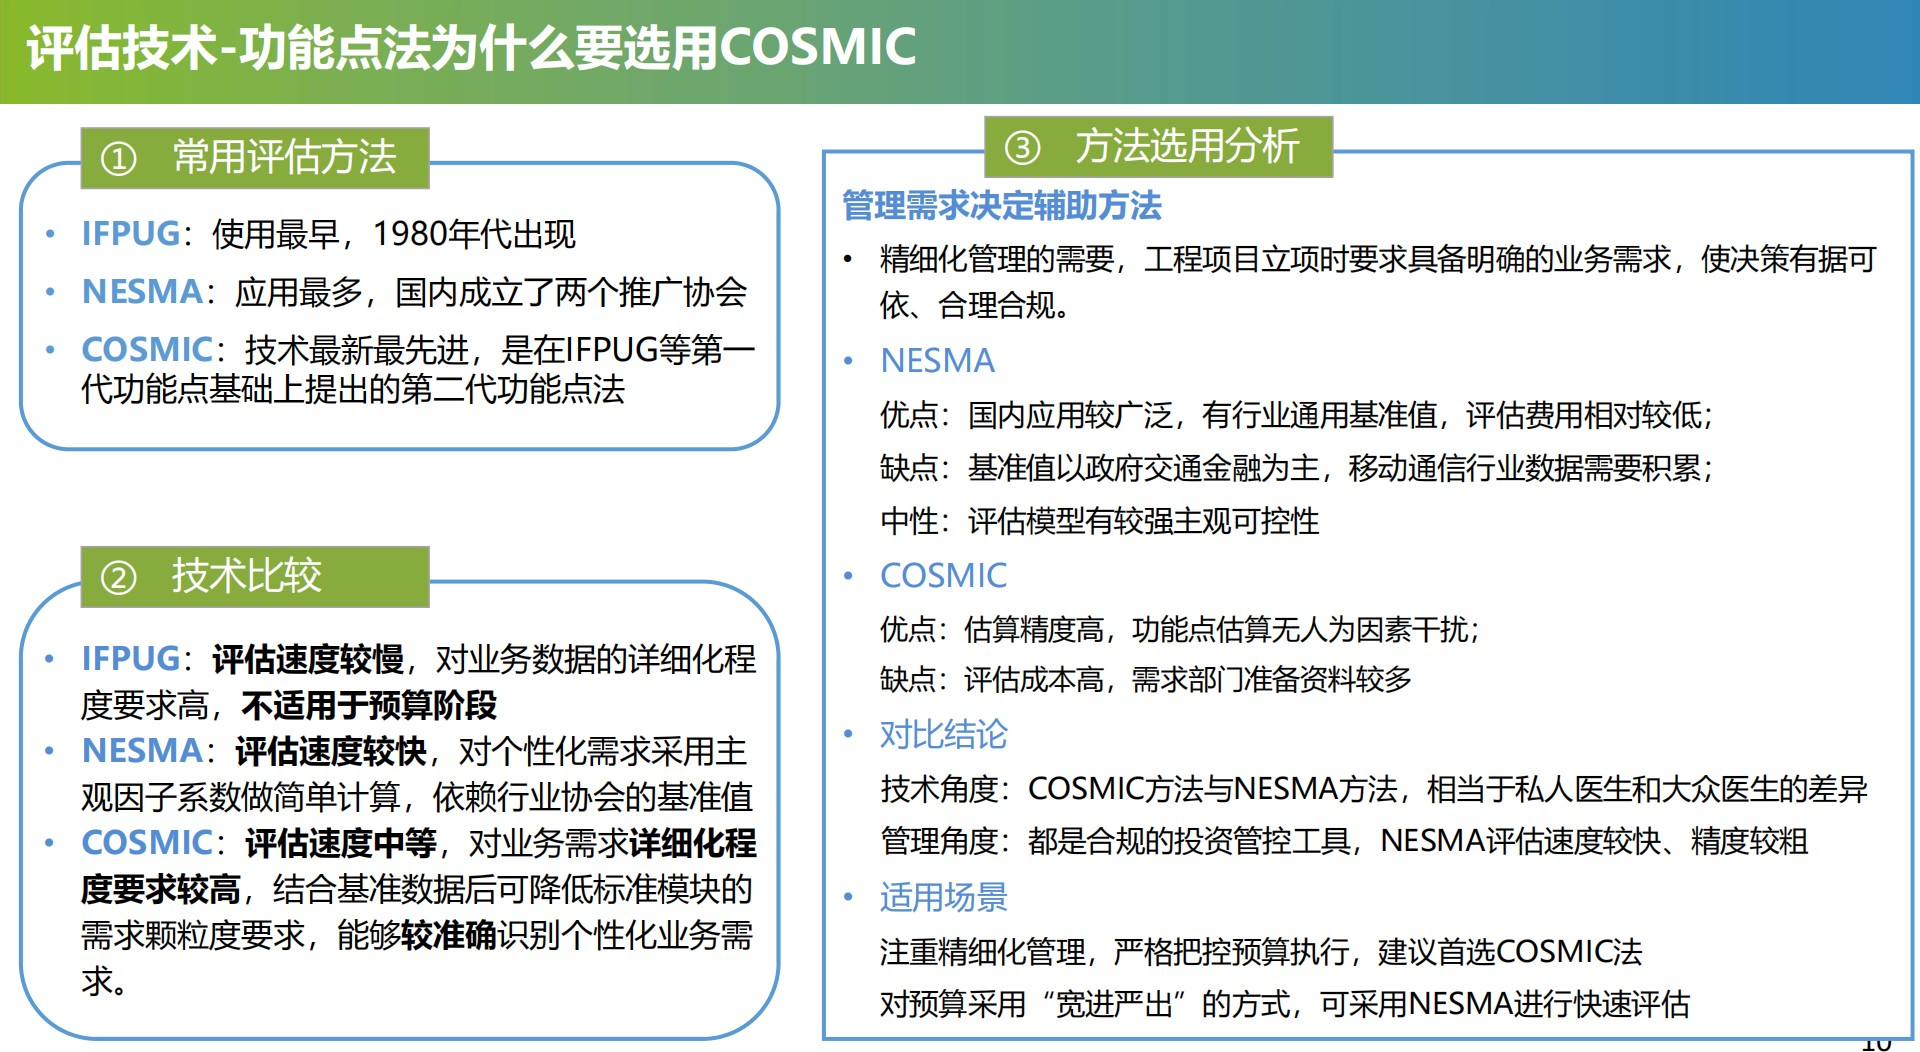 评估技术-功能点法为什么要选用COSMIC
① 常用评估方法
• IFPUG：使用最早，1980年代出现
• NESMA：应用最多，国内成立了两个推广协会
• COSMIC：技术最新最先进，是在IFPUG等第一
代功能点基础上提出的第二代功能点法
② 技术比较
• IFPUG：评估速度较慢，对业务数据的详细化程
度要求高，不适用于预算阶段
• NESMA：评估速度较快，对个性化需求采用主
观因子系数做简单计算，依赖行业协会的基准值
• COSMIC：评估速度中等，对业务需求详细化程
度要求较高，结合基准数据后可降低标准模块的
需求颗粒度要求，能够较准确识别个性化业务需
求。
③ 方法选用分析
管理需求决定辅助方法
• 精细化管理的需要，工程项目立项时要求具备明确的业务需求，使决策有据可
依、合理合规。
• NESMA
优点：国内应用较广泛，有行业通用基准值，评估费用相对较低；
缺点：基准值以政府交通金融为主，移动通信行业数据需要积累；
中性：评估模型有较强主观可控性
• COSMIC
优点：估算精度高，功能点估算无人为因素干扰；
缺点：评估成本高，需求部门准备资料较多
• 对比结论
技术角度：COSMIC方法与NESMA方法，相当于私人医生和大众医生的差异
管理角度：都是合规的投资管控工具，NESMA评估速度较快、精度较粗
• 适用场景
注重精细化管理，严格把控预算执行，建议首选COSMIC法
对预算采用“宽进严出”的方式，可采用NESMA进行快速评估
10